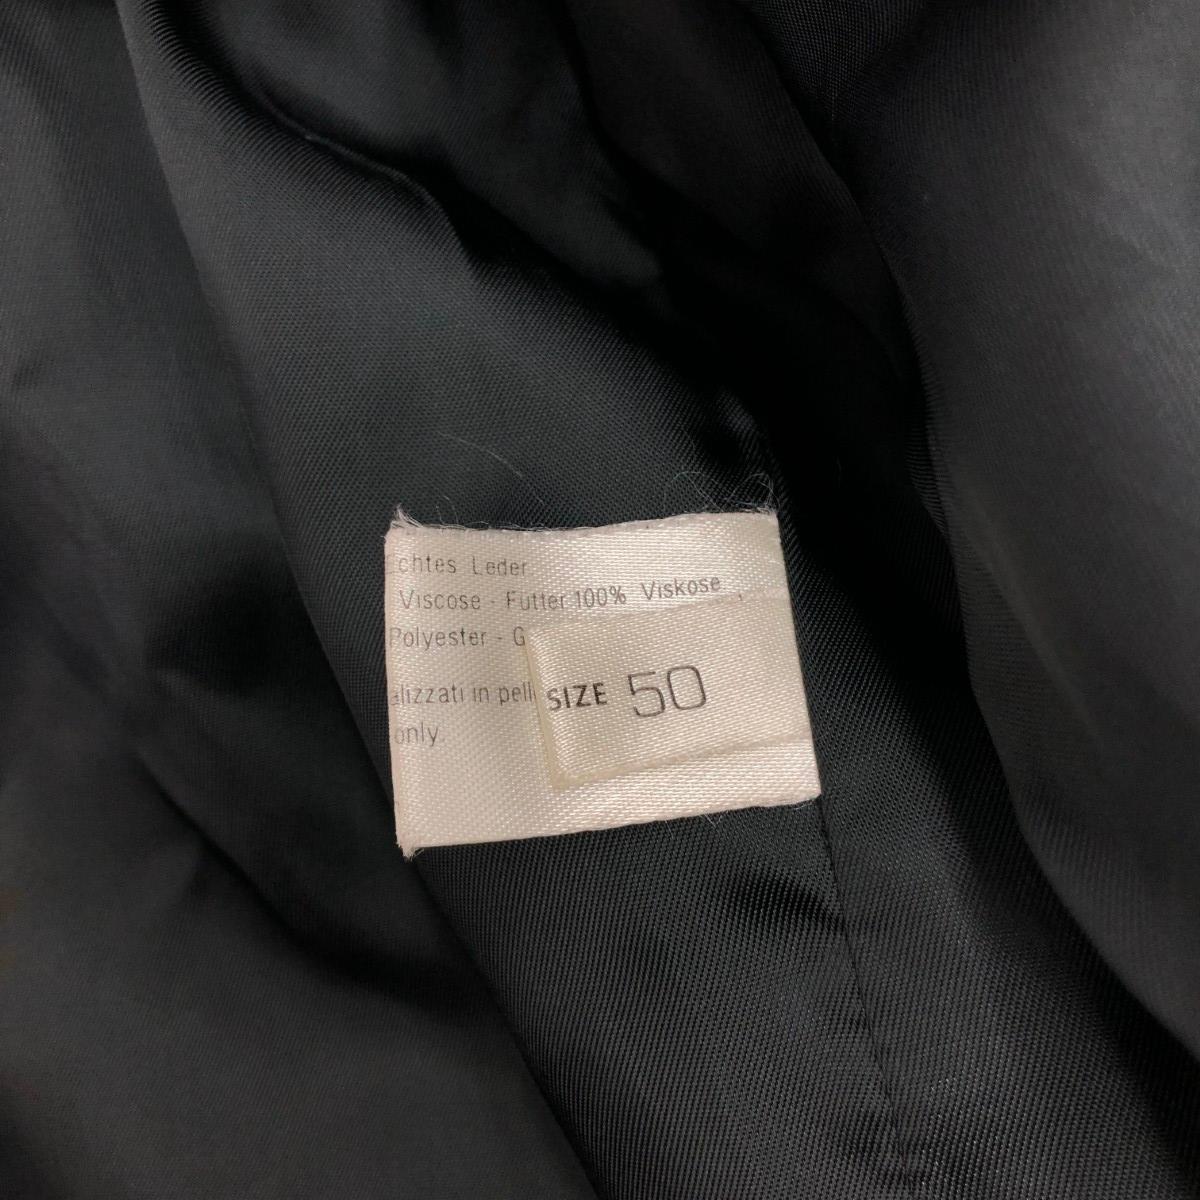 chtes Leder
Viscose - Futter 100% Viskose
Polyester - G
alizzati in pell
only.
SIZE 50